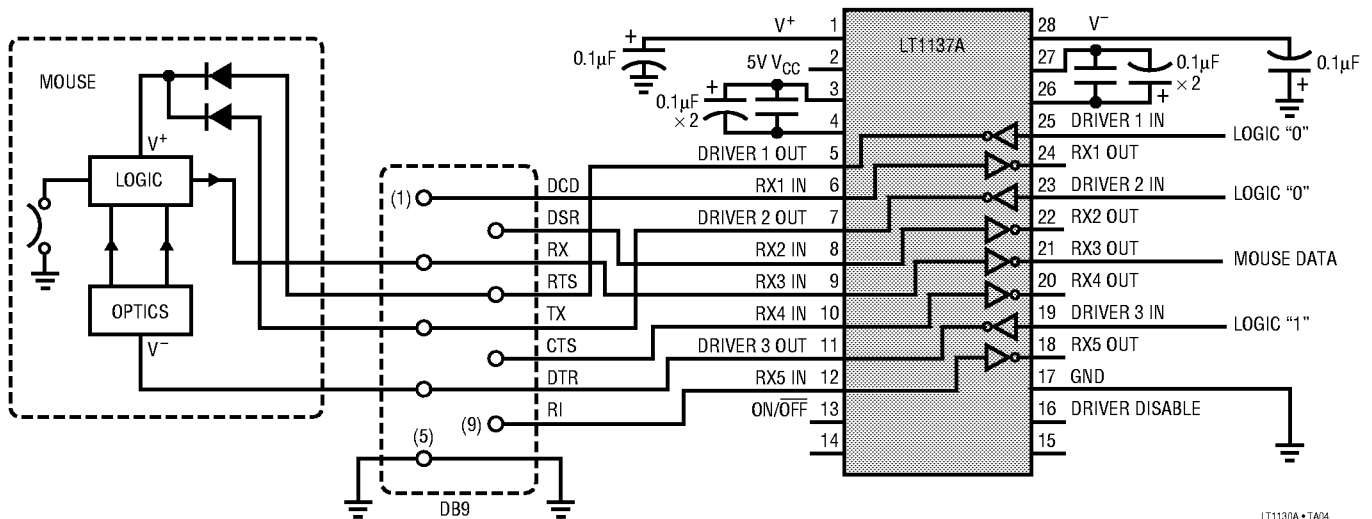 MOUSE
V+
LOGIC
OPTICS
V−
(1)
DCD
DSR
RX
RTS
TX
CTS
DTR
RI
(9)
(5)
DB9
LT1137A
V+ 1
0.1µF +
5V VCC 2
3
0.1µF × 2 +
4
DRIVER 1 OUT 5
RX1 IN 6
DRIVER 2 OUT 7
RX2 IN 8
RX3 IN 9
RX4 IN 10
DRIVER 3 OUT 11
RX5 IN 12
ON/OFF 13
14
28 V−
0.1µF +
27
0.1µF × 2 +
26
25 DRIVER 1 IN LOGIC “0”
24 RX1 OUT
23 DRIVER 2 IN LOGIC “0”
22 RX2 OUT
21 RX3 OUT MOUSE DATA
20 RX4 OUT
19 DRIVER 3 IN LOGIC “1”
18 RX5 OUT
17 GND
16 DRIVER DISABLE
15
LT1130A • TA04